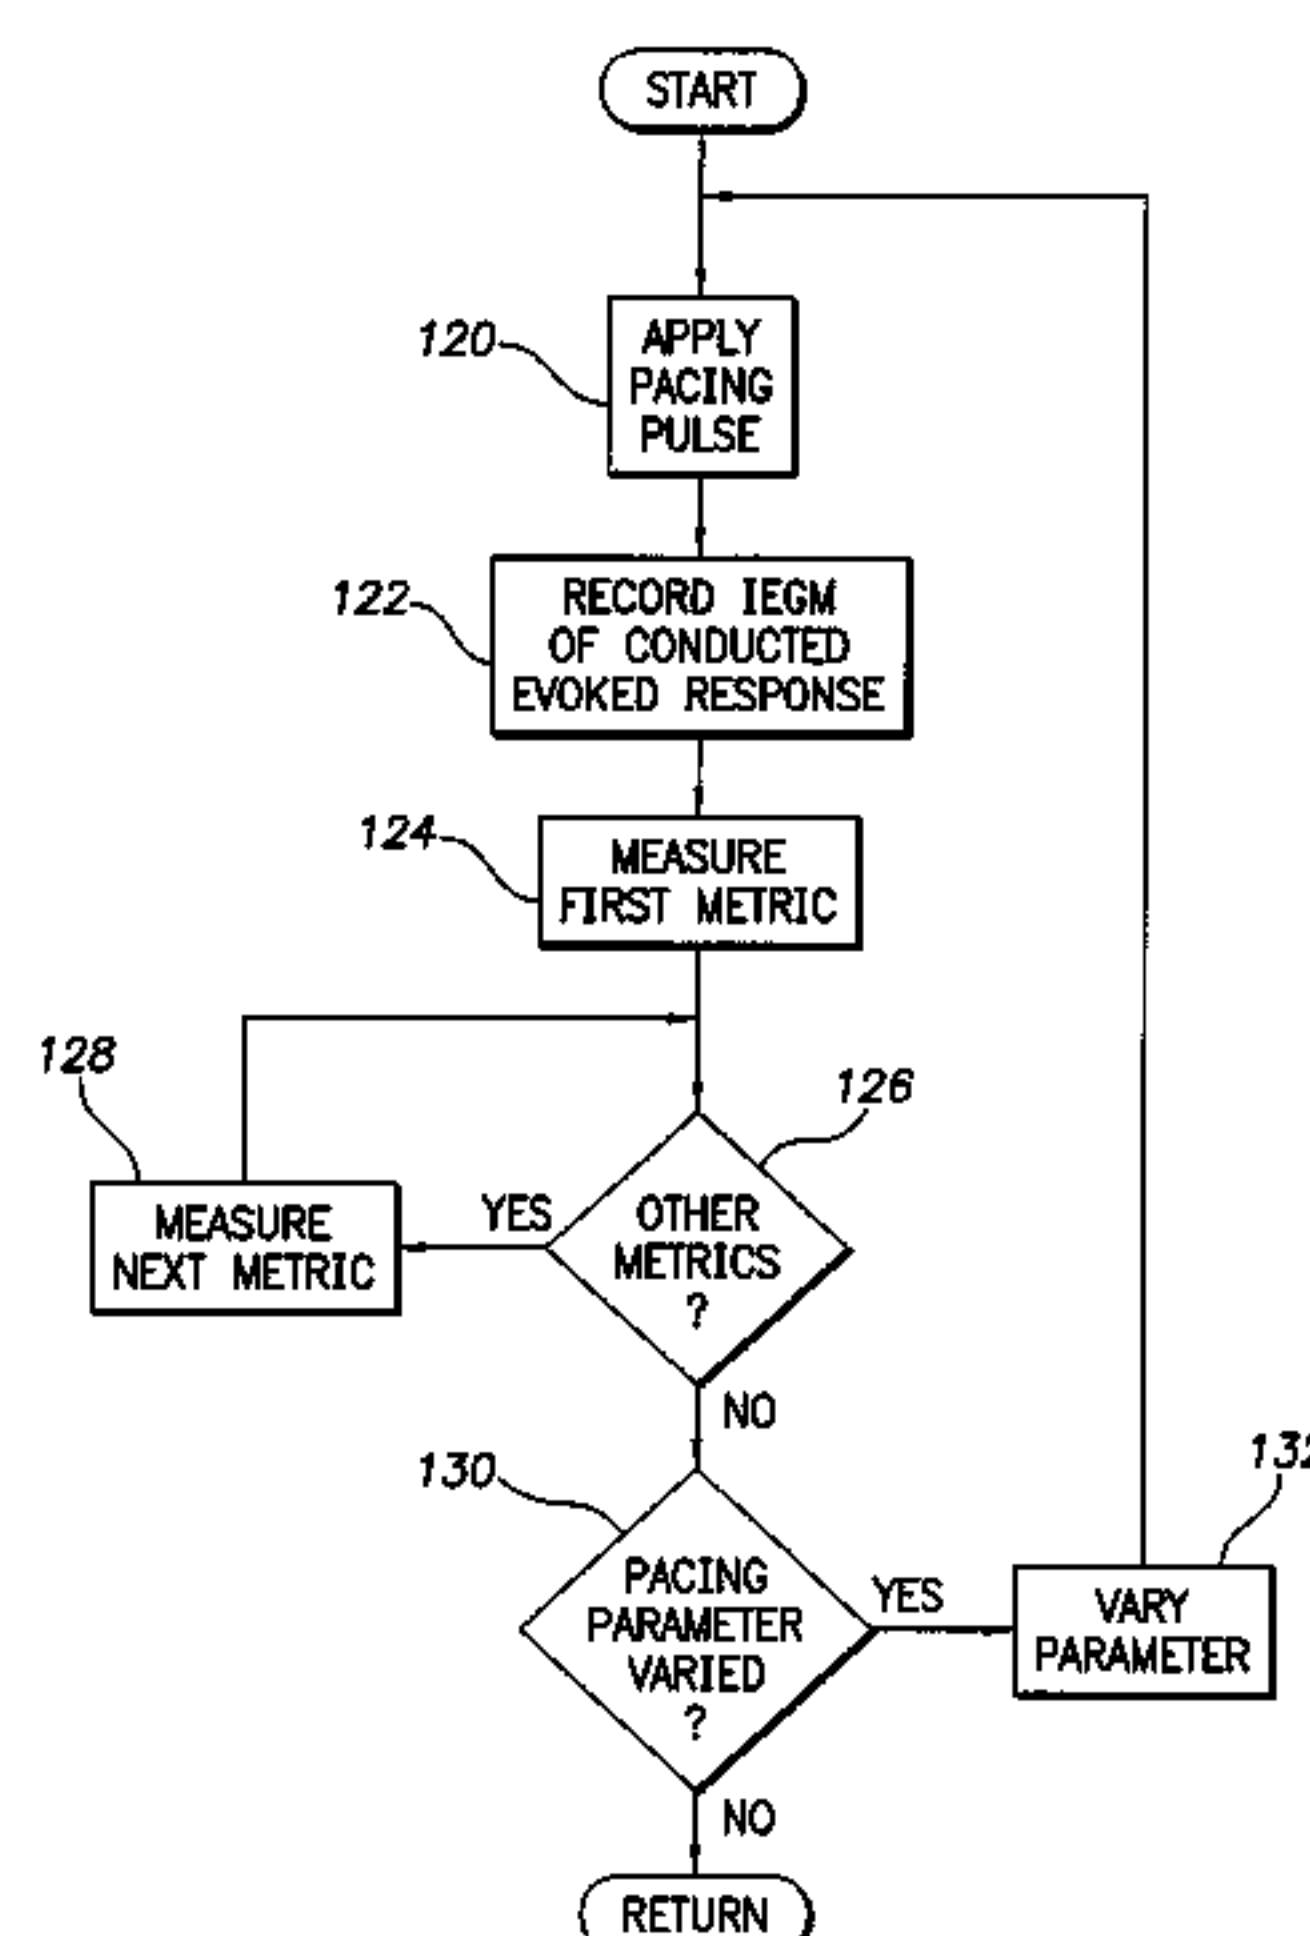 START
120
APPLY
PACING
PULSE
122
RECORD IEGM
OF CONDUCTED
EVOKED RESPONSE
124
MEASURE
FIRST METRIC
128
126
MEASURE
NEXT METRIC
YES
OTHER
METRICS
?
NO
130
132
PACING
PARAMETER
VARIED
?
YES
VARY
PARAMETER
NO
RETURN